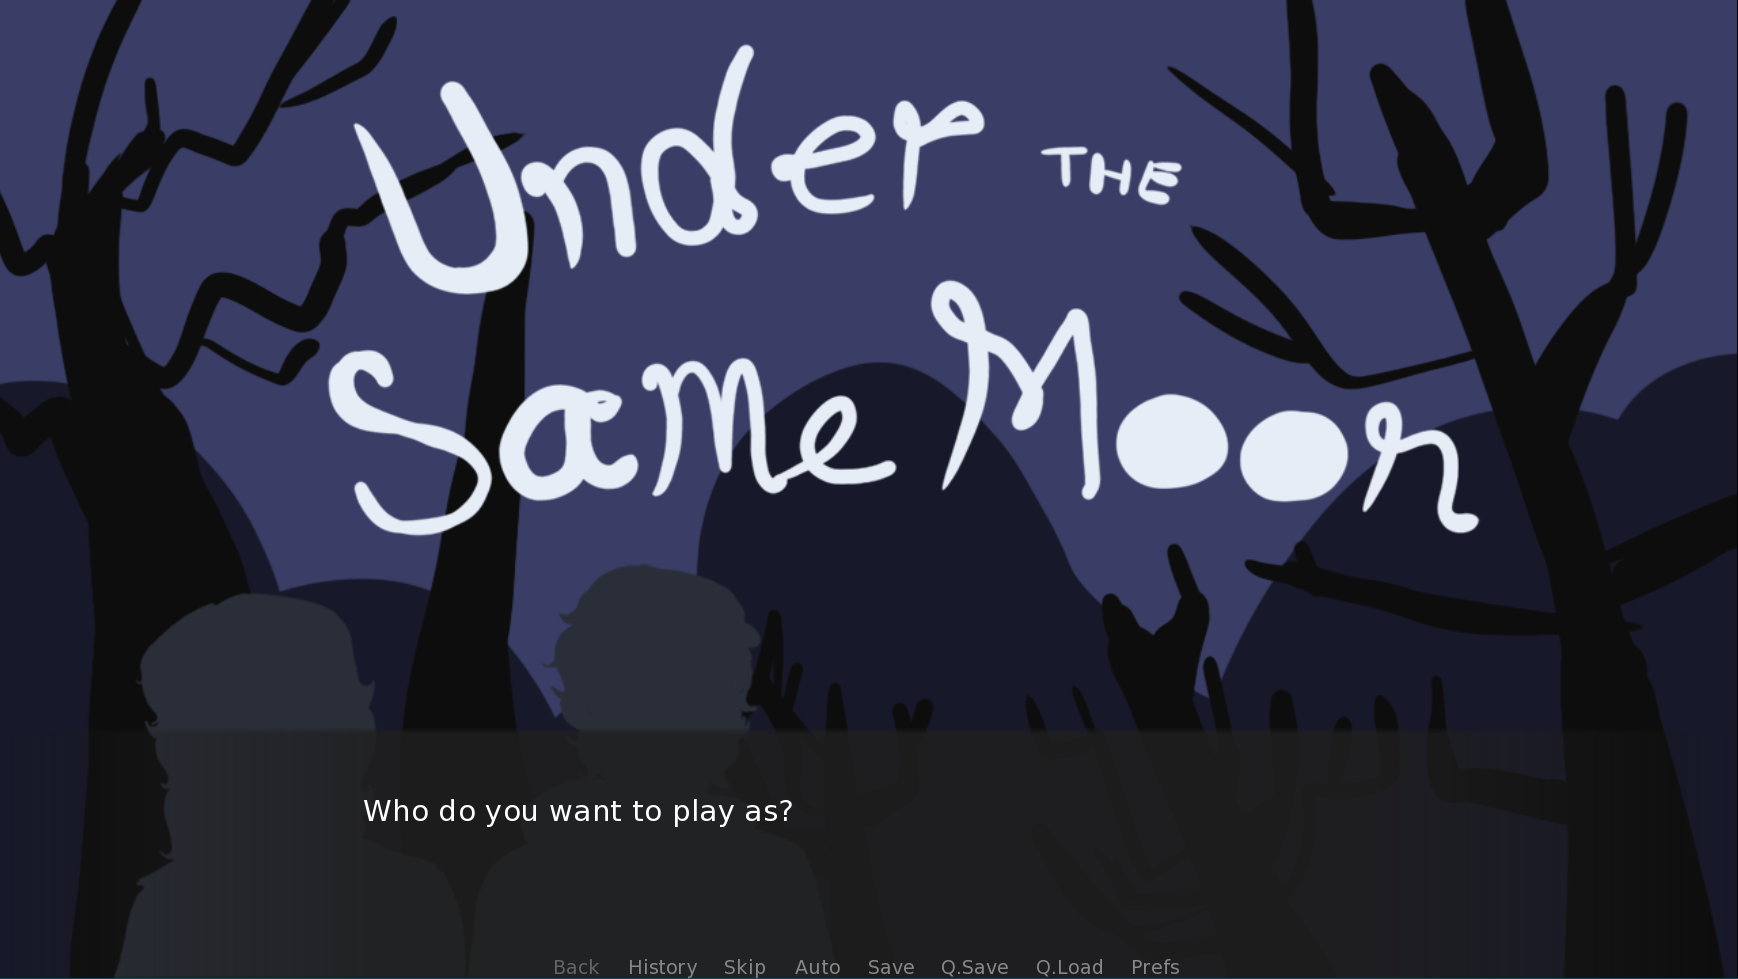 Under THE
Same Moon
Who do you want to play as?
Back History Skip Auto Save Q.Save Q.Load Prefs